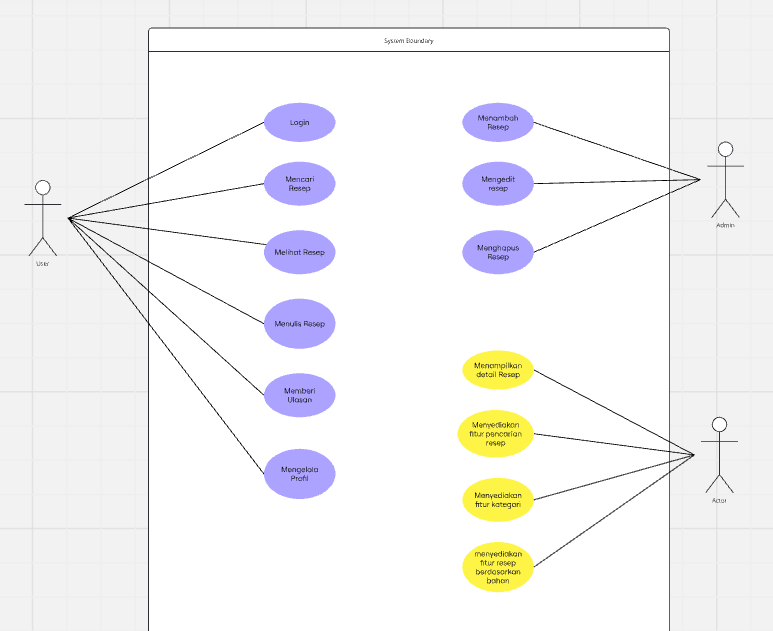 System Boundary
Login
Mencari
Resep
Melihat Resep
Menulis Resep
Memberi
Ulasan
Mengelola
Profil
User
Menambah
Resep
Mengedit
resep
Menghapus
Resep
Admin
Menampilkan
detail Resep
Menyediakan
fitur pencarian
resep
Menyediakan
fitur kategori
menyediakan
fitur resep
berdasarkan
bahan
Actor